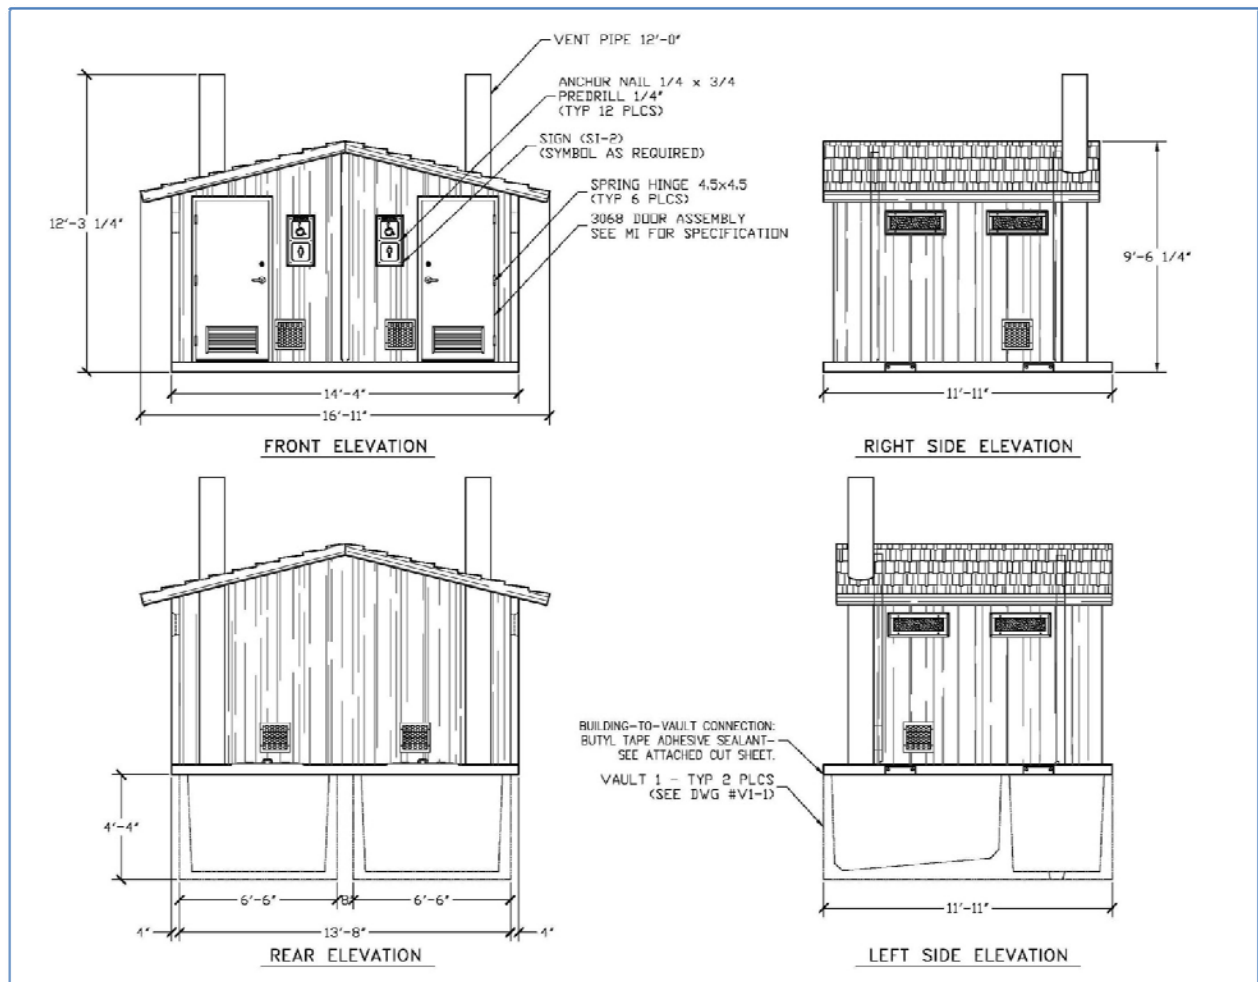 VENT PIPE 12'-0"
ANCHOR NAIL 1/4 x 3/4
PREDRILL 1/4"
(TYP 12 PLCS)
SIGN (SI-2)
(SYMBOL AS REQUIRED)
SPRING HINGE 4.5x4.5
(TYP 6 PLCS)
3068 DOOR ASSEMBLY
SEE MI FOR SPECIFICATION
12'-3 1/4"
14'-4"
16'-11"
FRONT ELEVATION
9'-6 1/4"
11'-11"
RIGHT SIDE ELEVATION
4'-4"
6'-6"
8"
6'-6"
4"
13'-8"
4"
REAR ELEVATION
BUILDING-TO-VAULT CONNECTION:
BUTYL TAPE ADHESIVE SEALANT-
SEE ATTACHED CUT SHEET.
VAULT 1 - TYP 2 PLCS
(SEE DWG #V1-1)
11'-11"
LEFT SIDE ELEVATION